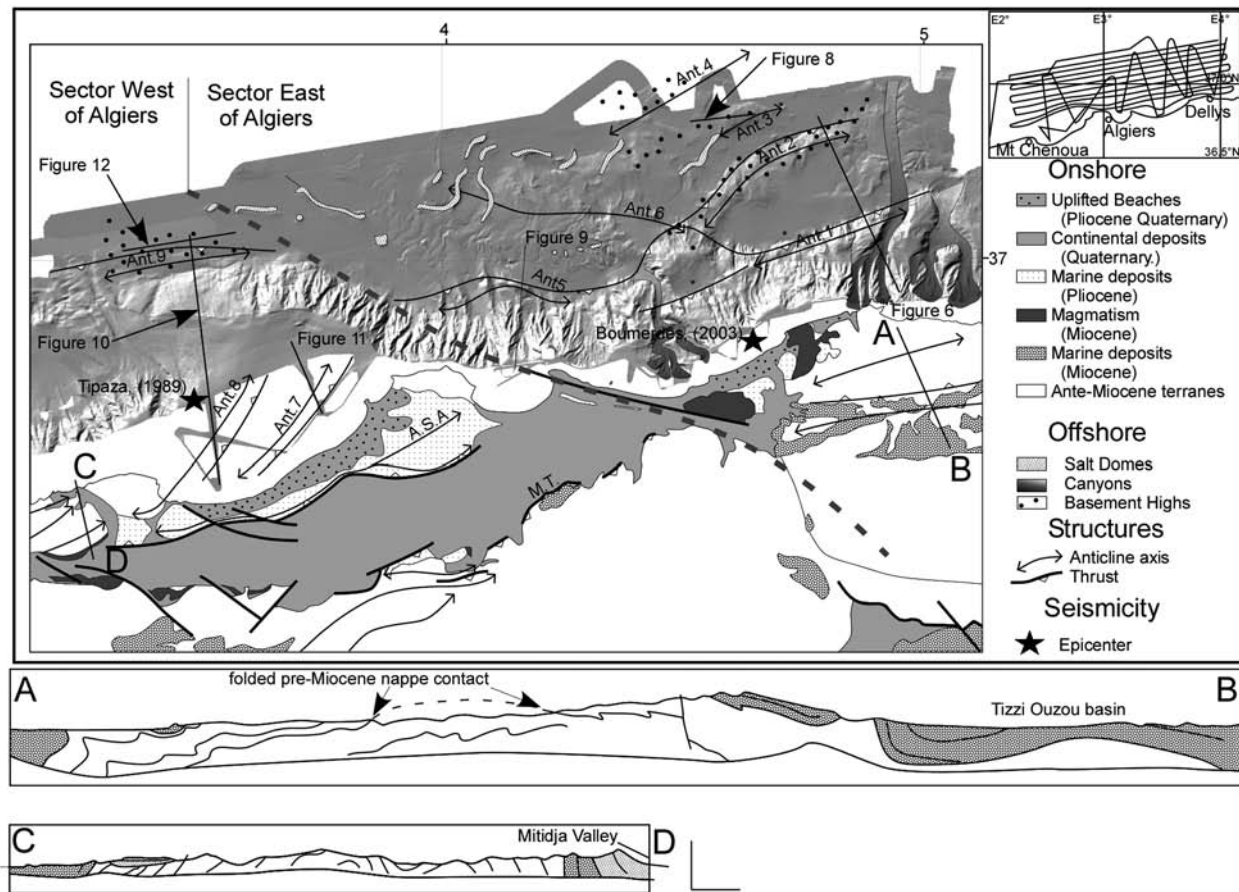 4
5
E2°
E3°
E4°
Sector West
of Algiers
Sector East
of Algiers
Ant.4
Figure 8
Ant.3
Ant.2
Figure 12
Ant.6
Ant.1
Ant.9
Figure 9
37
Ant5
Figure 10
Figure 11
Boumerdes, (2003)
Figure 6
A
Tipaza, (1989)
Ant.8
Ant.7
A.S.A.
C
B
M.T
D
Dellys
Algiers
Mt Chenoua
36,5°N
Onshore
Uplifted Beaches
(Pliocene Quaternary)
Continental deposits
(Quaternary.)
Marine deposits
(Pliocene)
Magmatism
(Miocene)
Marine deposits
(Miocene)
Ante-Miocene terranes
Offshore
Salt Domes
Canyons
Basement Highs
Structures
Anticline axis
Thrust
Seismicity
Epicenter
A
folded pre-Miocene nappe contact
B
Tizzi Ouzou basin
C
Mitidja Valley
D